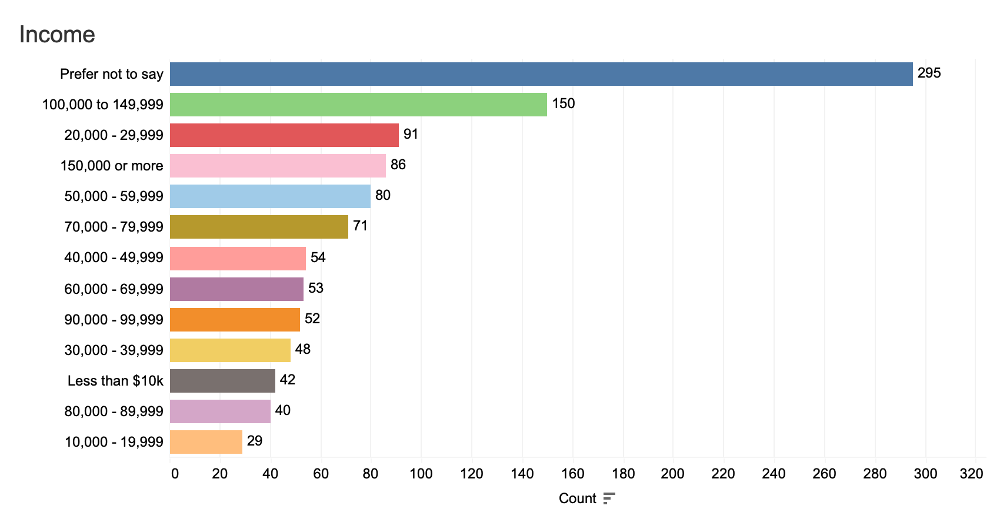 Income
Prefer not to say 295
100,000 to 149,999 150
20,000 - 29,999 91
150,000 or more 86
50,000 - 59,999 80
70,000 - 79,999 71
40,000 - 49,999 54
60,000 - 69,999 53
90,000 - 99,999 52
30,000 - 39,999 48
Less than $10k 42
80,000 - 89,999 40
10,000 - 19,999 29
0 20 40 60 80 100 120 140 160 180 200 220 240 260 280 300 320
Count